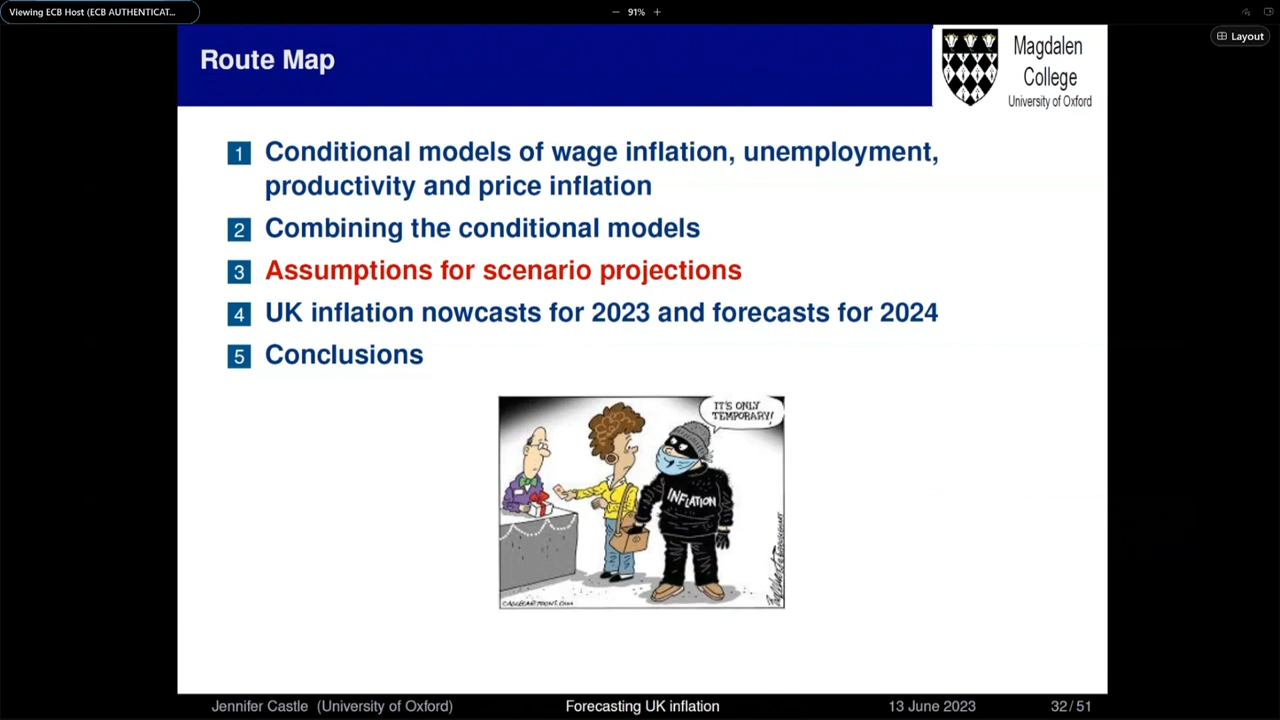 Viewing ECB Host (ECB AUTHENTICAT...
91%
Layout
Route Map
Magdalen
College
University of Oxford
1 Conditional models of wage inflation, unemployment,
productivity and price inflation
2 Combining the conditional models
3 Assumptions for scenario projections
4 UK inflation nowcasts for 2023 and forecasts for 2024
5 Conclusions
IT'S ONLY
TEMPORARY!
INFLATION
CAGLECARTOONS.COM
Jennifer Castle (University of Oxford)
Forecasting UK inflation
13 June 2023
32 / 51